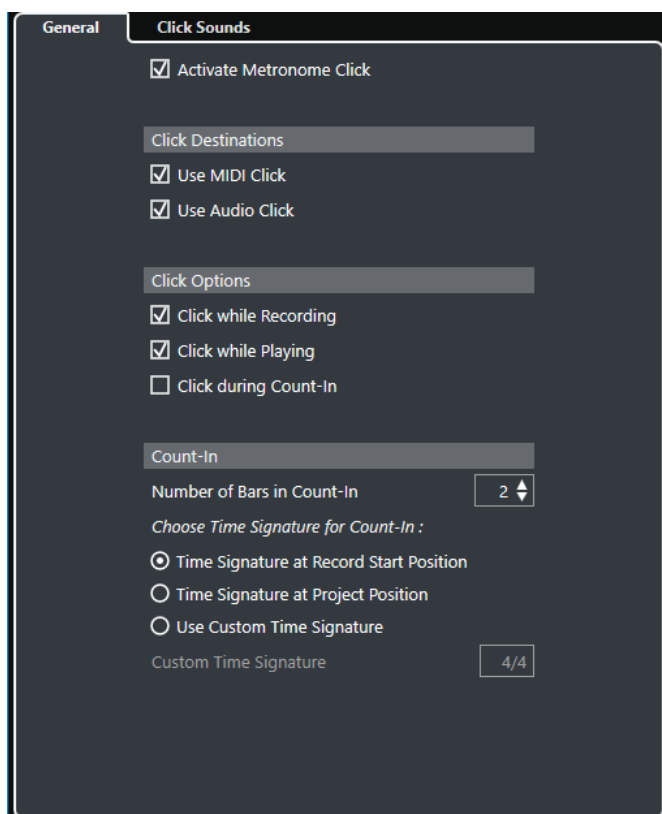 General
Click Sounds
Activate Metronome Click
Click Destinations
Use MIDI Click
Use Audio Click
Click Options
Click while Recording
Click while Playing
Click during Count-In
Count-In
Number of Bars in Count-In 2
Choose Time Signature for Count-In :
Time Signature at Record Start Position
Time Signature at Project Position
Use Custom Time Signature
Custom Time Signature 4/4